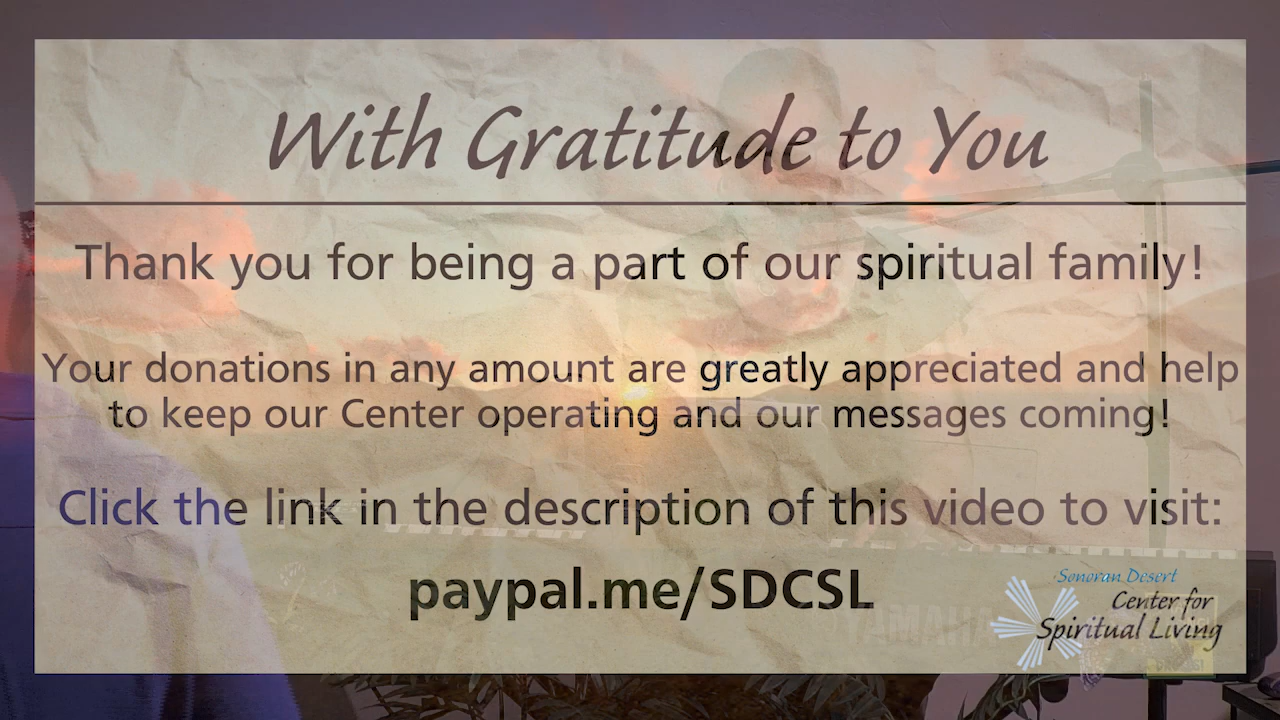 With Gratitude to You
Thank you for being a part of our spiritual family!
Your donations in any amount are greatly appreciated and help
to keep our Center operating and our messages coming!
Click the link in the description of this video to visit:
paypal.me/SDCSL
Sonoran Desert
Center for
Spiritual Living
YAMAHA